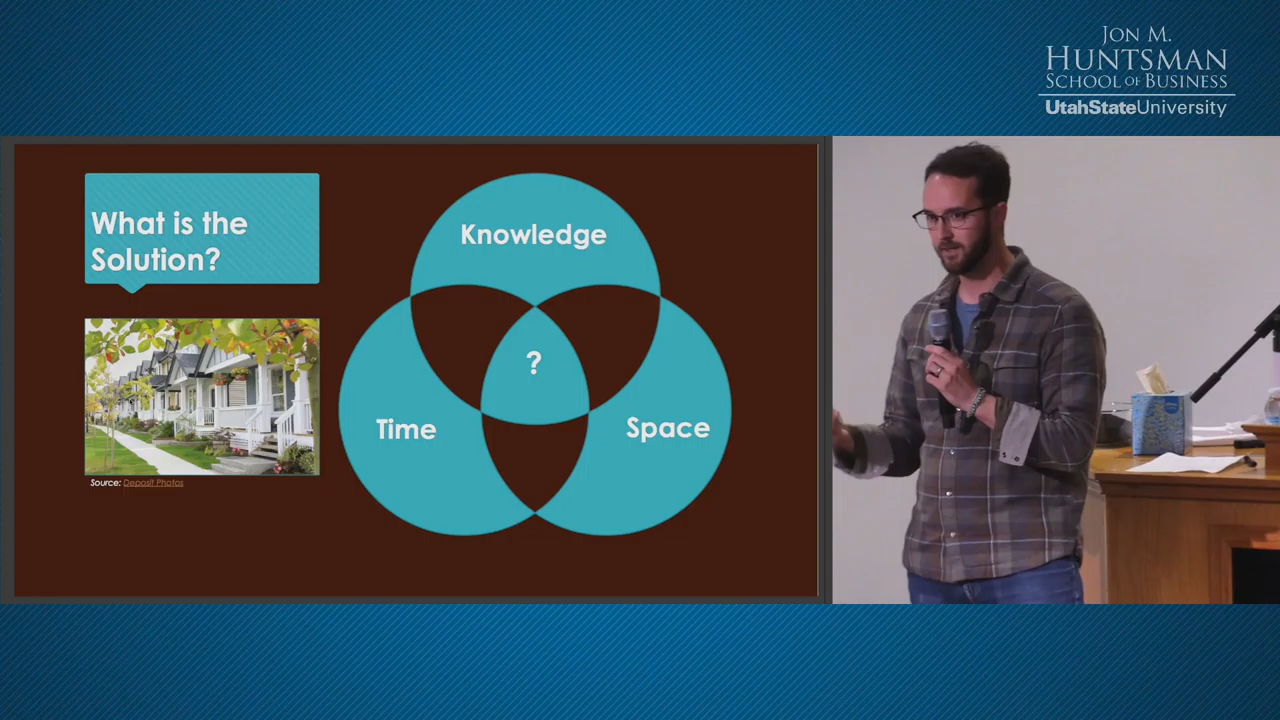 JON M.
HUNTSMAN
SCHOOL OF BUSINESS
UtahStateUniversity
What is the
Solution?
Source: Deposit Photos
Knowledge
?
Time
Space